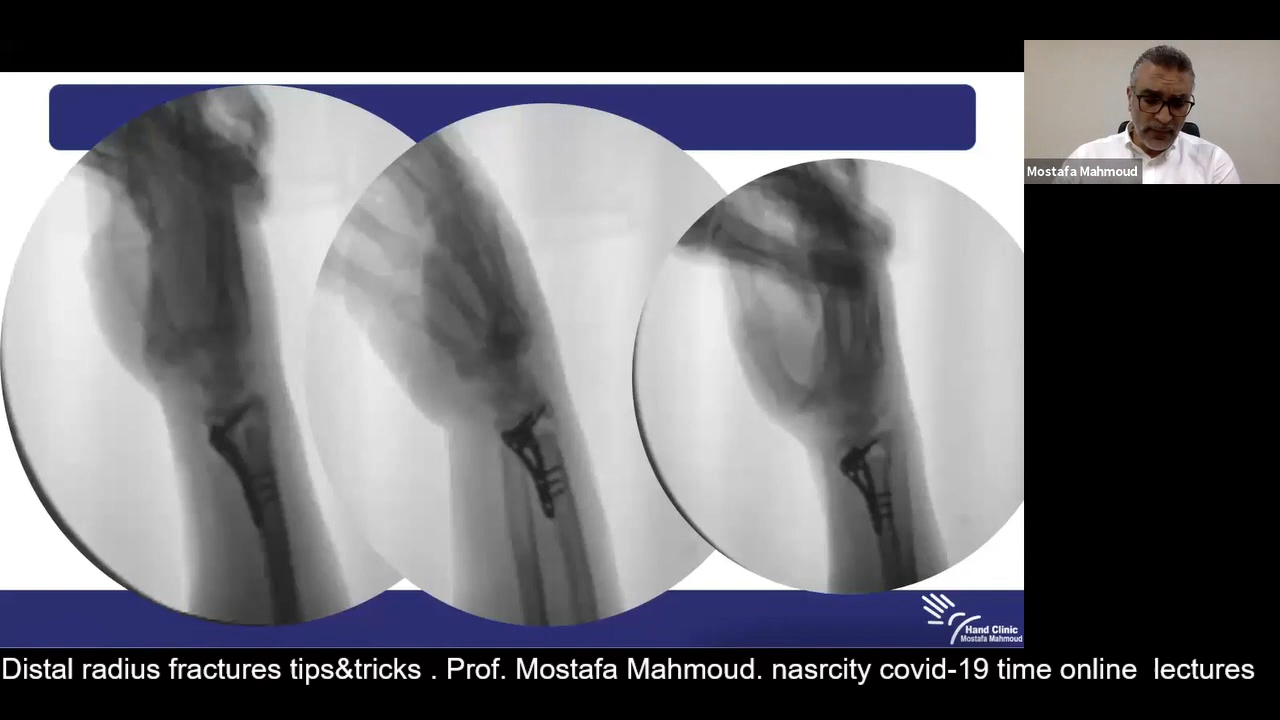 Mostafa Mahmoud
Hand Clinic
Mostafa Mahmoud
Distal radius fractures tips&tricks . Prof. Mostafa Mahmoud. nasrcity covid-19 time online  lectures